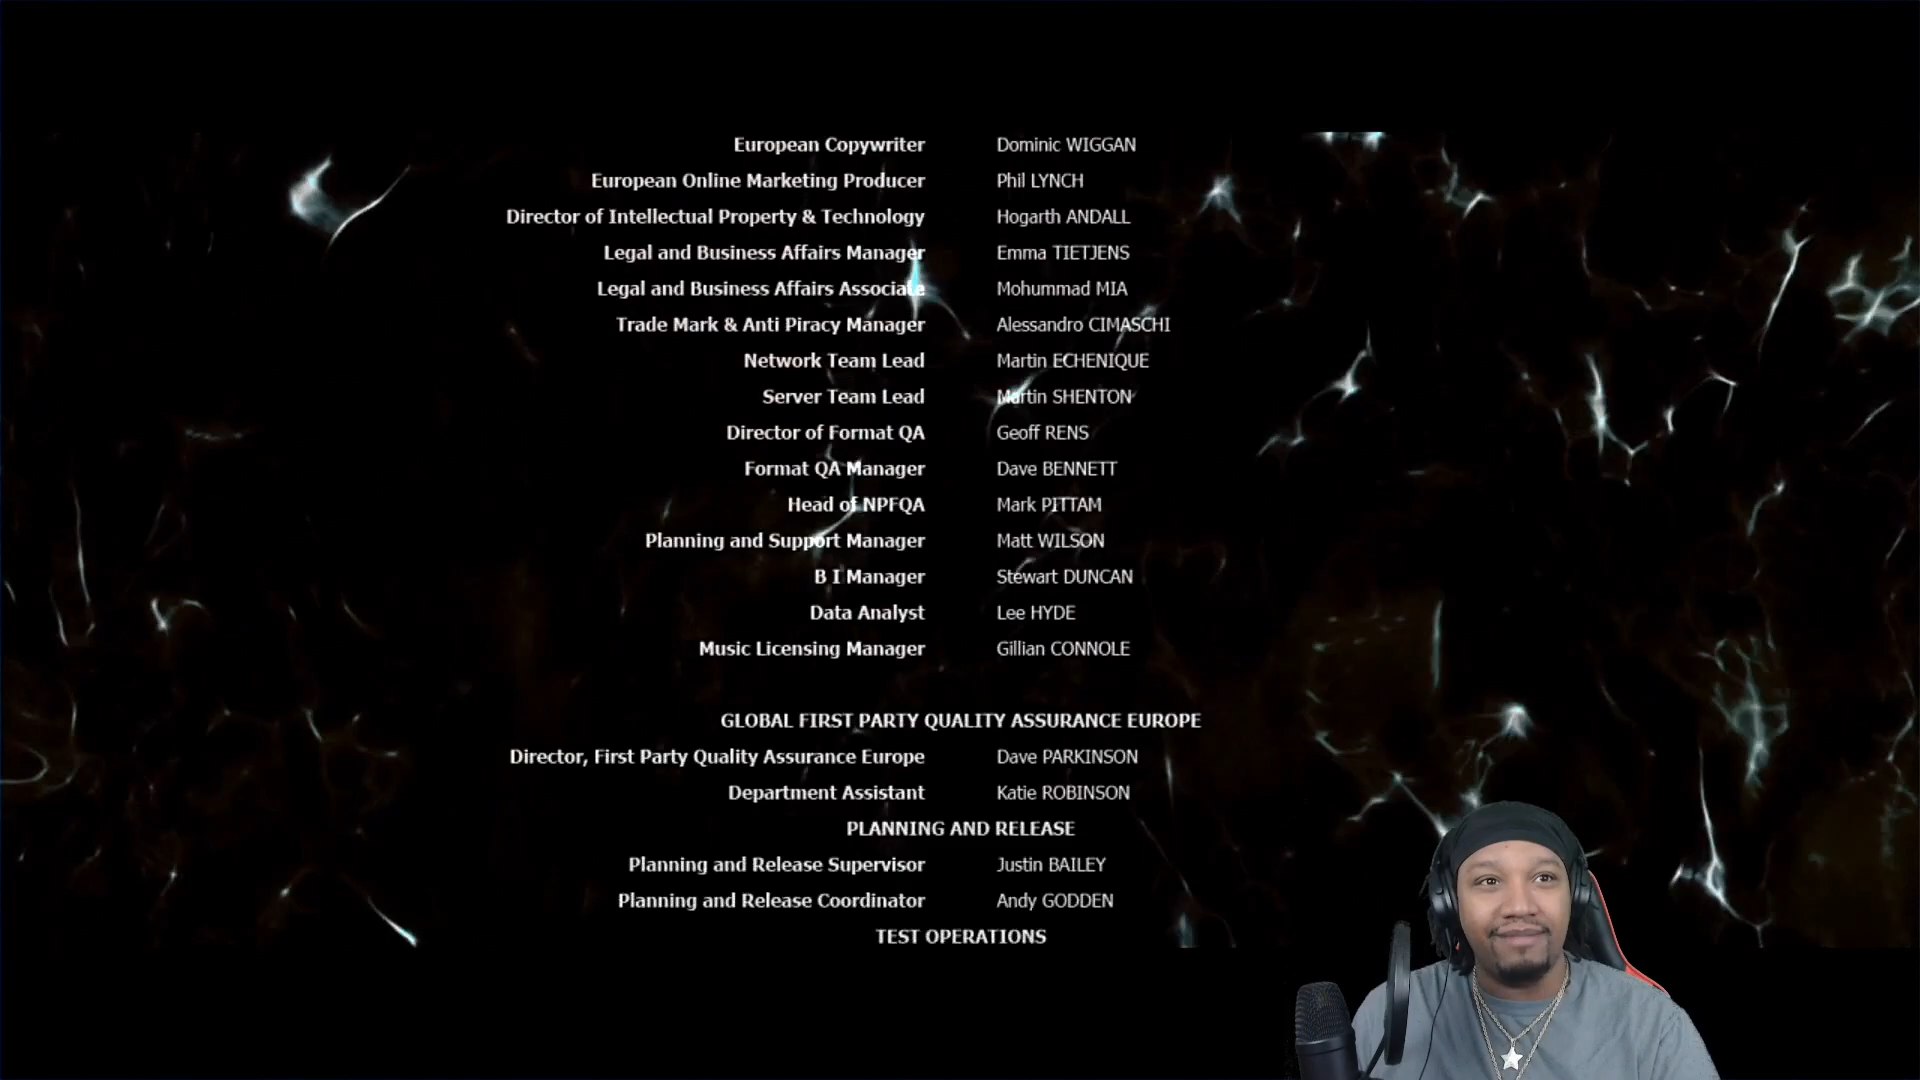 European Copywriter Dominic WIGGAN
European Online Marketing Producer Phil LYNCH
Director of Intellectual Property & Technology Hogarth ANDALL
Legal and Business Affairs Manager Emma TIETJENS
Legal and Business Affairs Associate Mohummad MIA
Trade Mark & Anti Piracy Manager Alessandro CIMASCHI
Network Team Lead Martin ECHENIQUE
Server Team Lead Martin SHENTON
Director of Format QA Geoff RENS
Format QA Manager Dave BENNETT
Head of NPFQA Mark PITTAM
Planning and Support Manager Matt WILSON
B I Manager Stewart DUNCAN
Data Analyst Lee HYDE
Music Licensing Manager Gillian CONNOLE
GLOBAL FIRST PARTY QUALITY ASSURANCE EUROPE
Director, First Party Quality Assurance Europe Dave PARKINSON
Department Assistant Katie ROBINSON
PLANNING AND RELEASE
Planning and Release Supervisor Justin BAILEY
Planning and Release Coordinator Andy GODDEN
TEST OPERATIONS